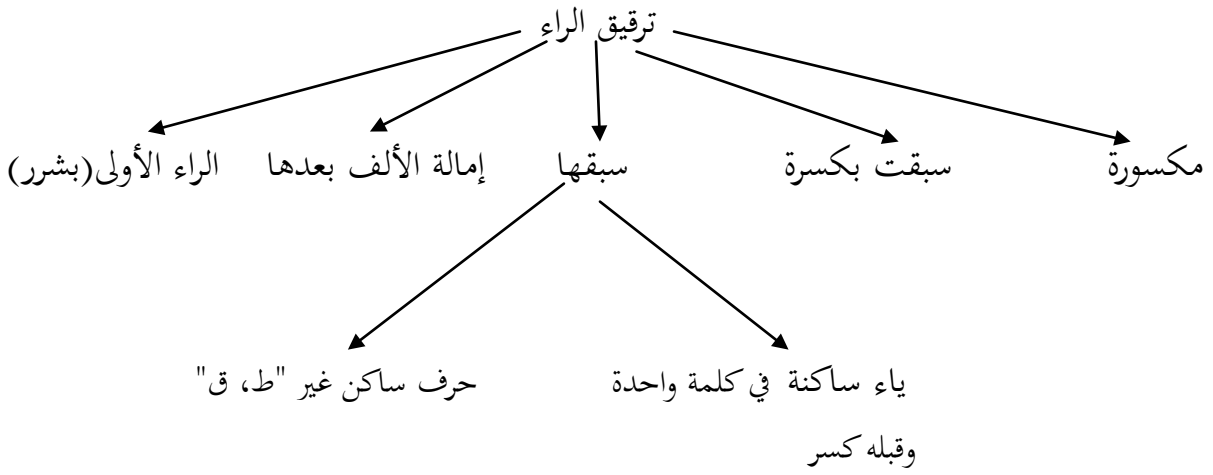 ترقيق الراء
مكسورة
سبقت بكسرة
سبقها
إمالة الألف بعدها
الراء الأولى(بشرر)
ياء ساكنة في كلمة واحدة
وقبله كسر
حرف ساكن غير "ط، ق"